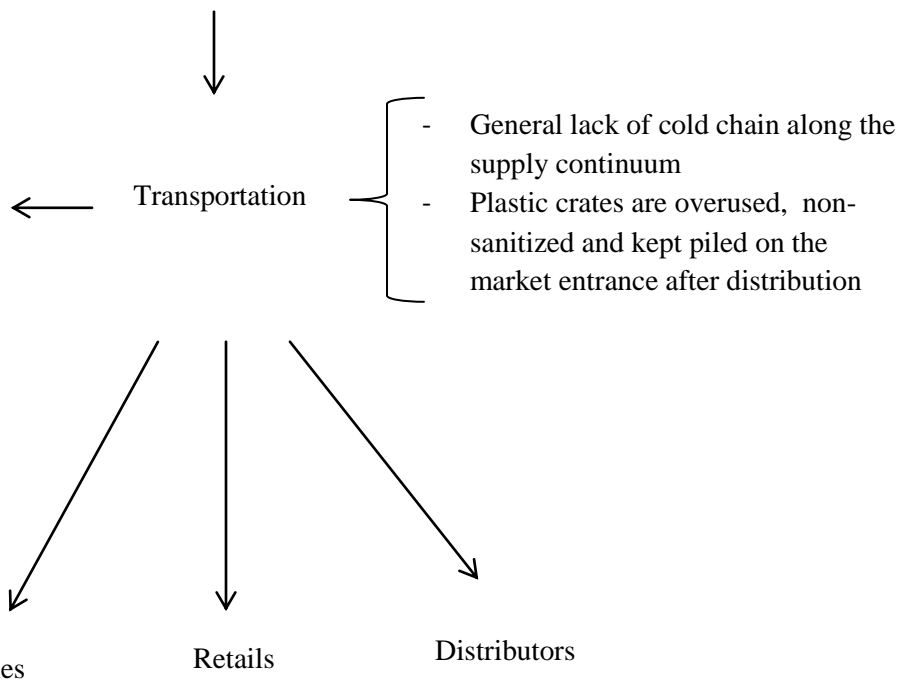 - General lack of cold chain along the
supply continuum
Transportation
- Plastic crates are overused, non-
sanitized and kept piled on the
market entrance after distribution
Retails
Distributors